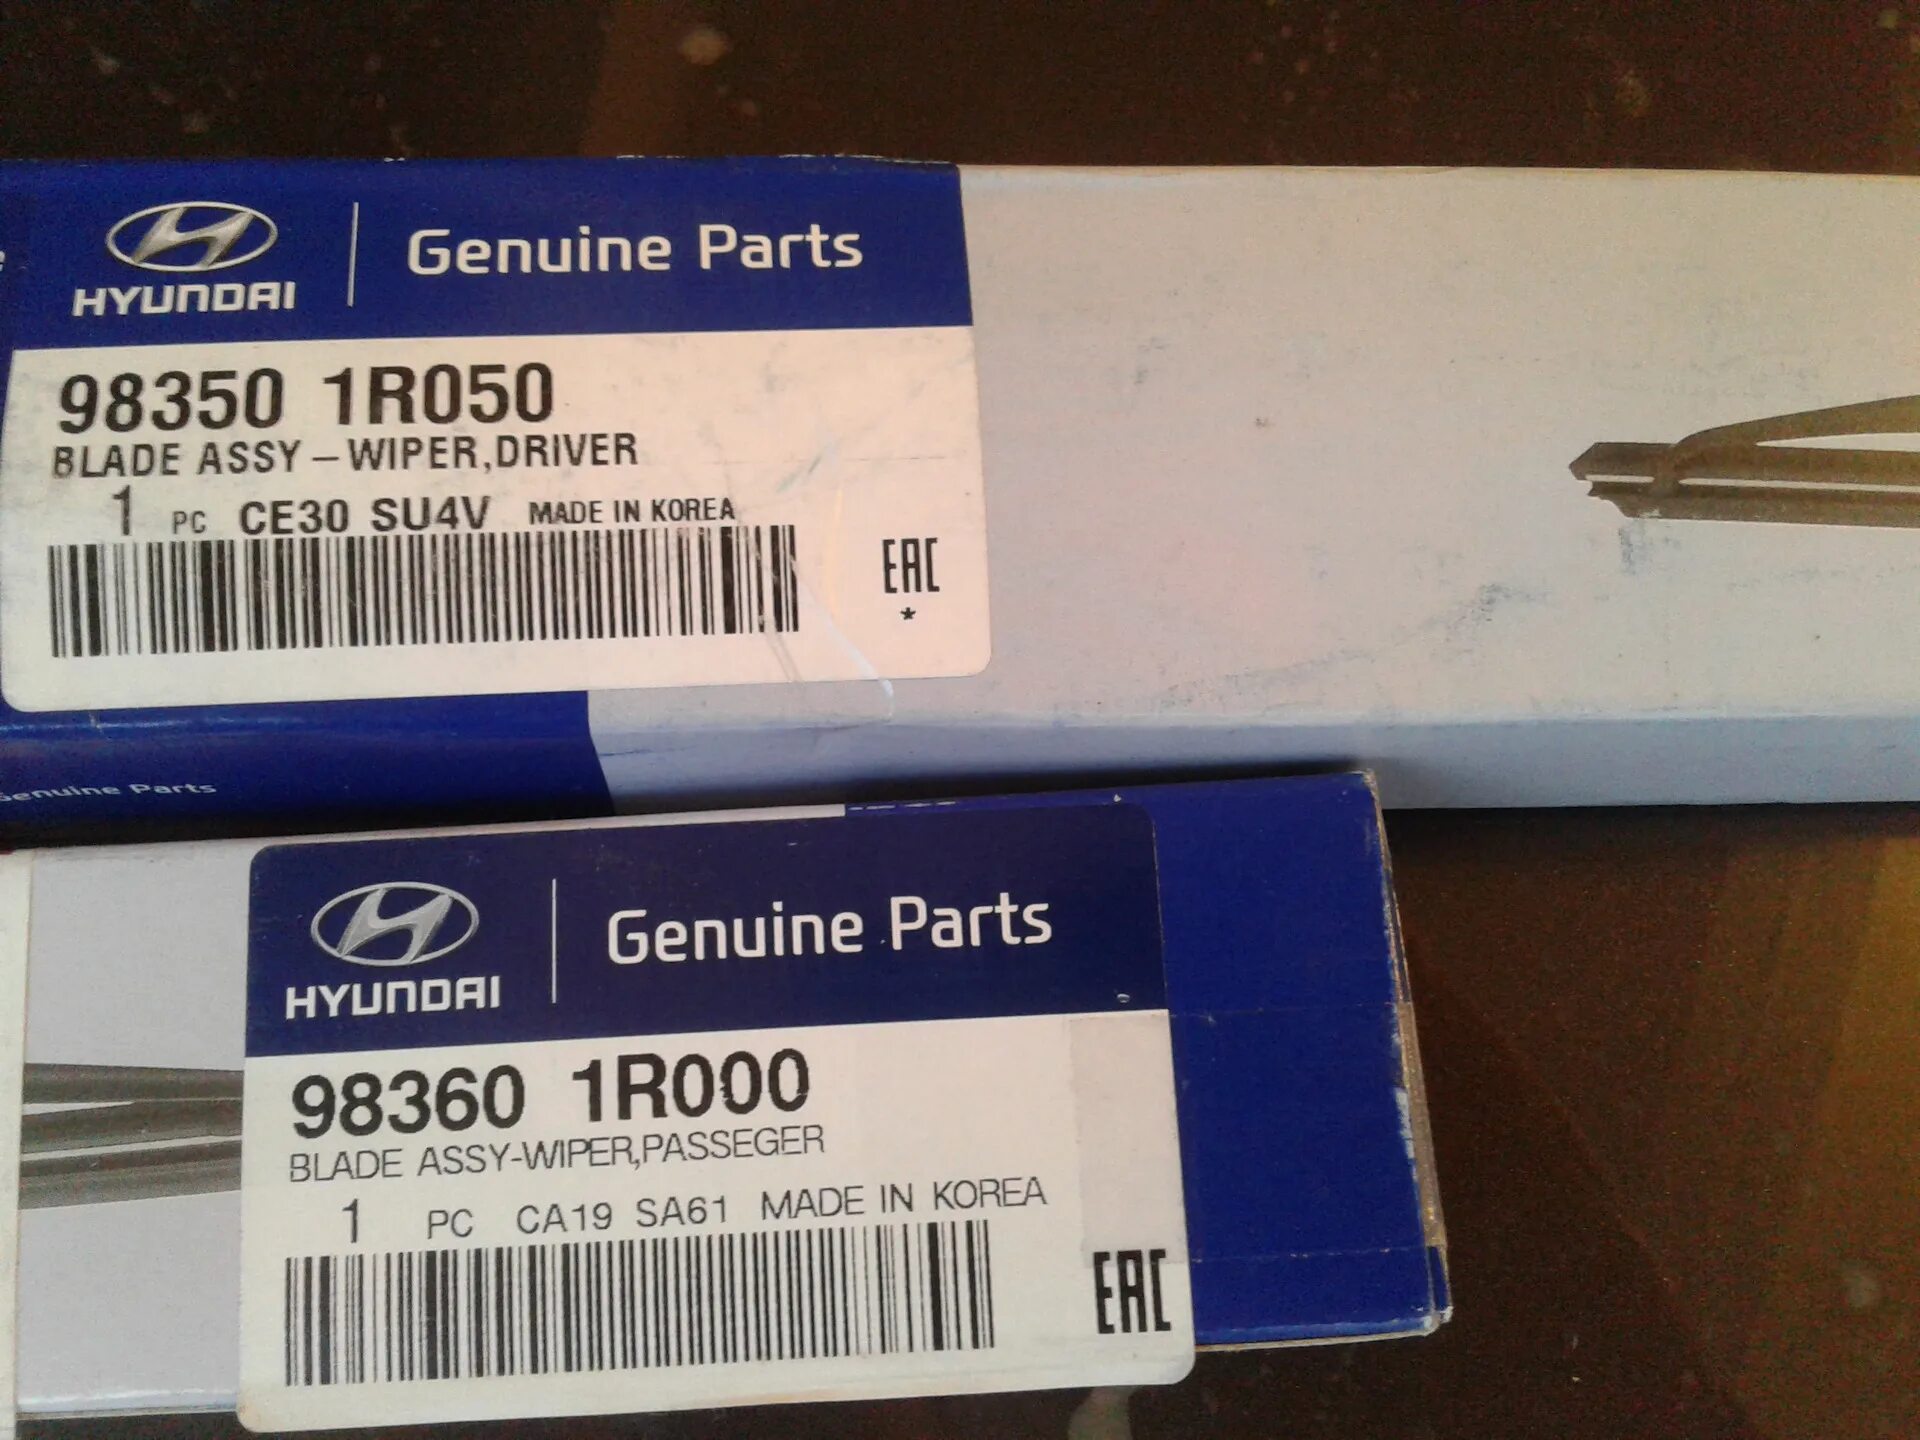 HYUNDAI
Genuine Parts
98350 1R050
BLADE ASSY-WIPER,DRIVER
1 PC CE30 SU4V MADE IN KOREA
EAC
*
Genuine Parts
HYUNDAI
Genuine Parts
98360 1R000
BLADE ASSY-WIPER,PASSEGER
1 PC CA19 SA61 MADE IN KOREA
EAC